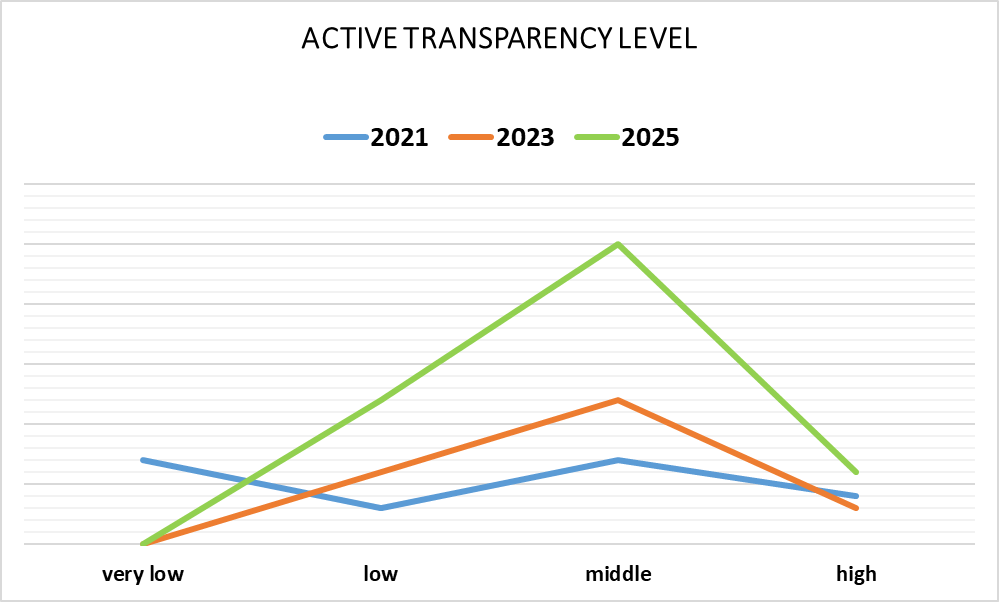 ACTIVE TRANSPARENCY LEVEL
2021 2023 2025
very low low middle high